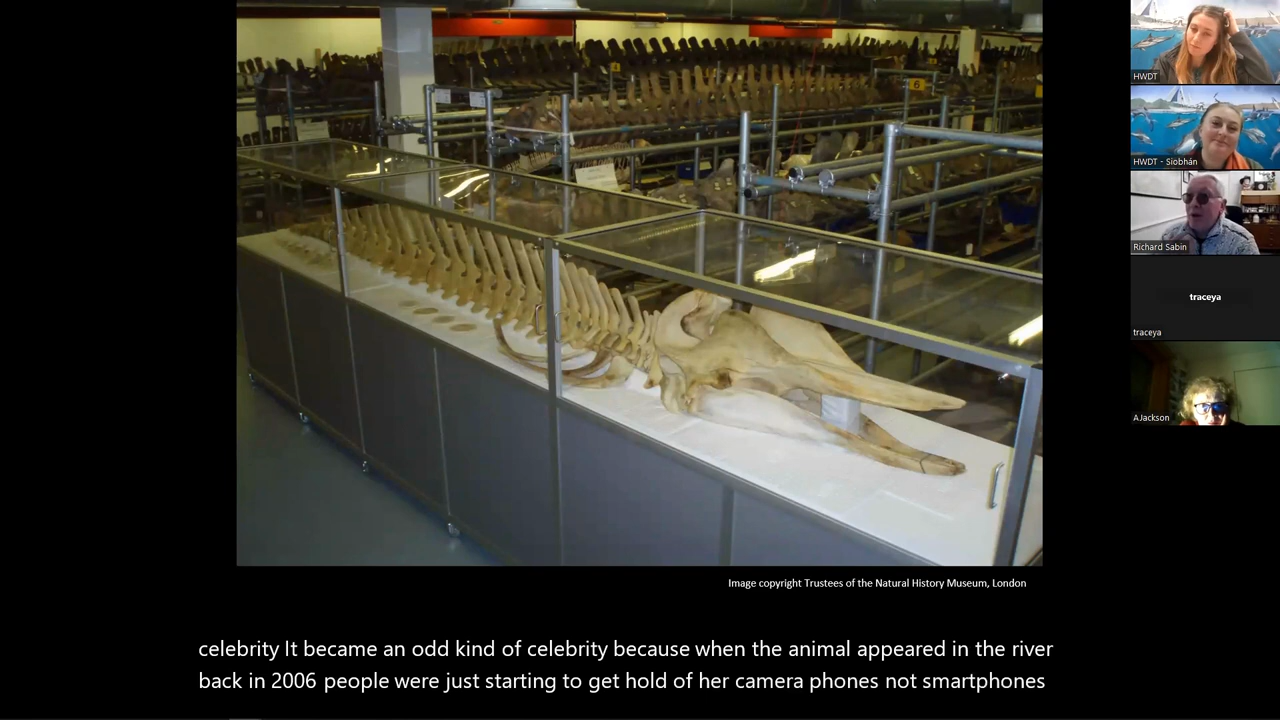 6
HWDT
HWDT - Siobhán
Richard Sabin
traceya
traceya
AJackson
Image copyright Trustees of the Natural History Museum, London
celebrity It became an odd kind of celebrity because when the animal appeared in the river
back in 2006 people were just starting to get hold of her camera phones not smartphones